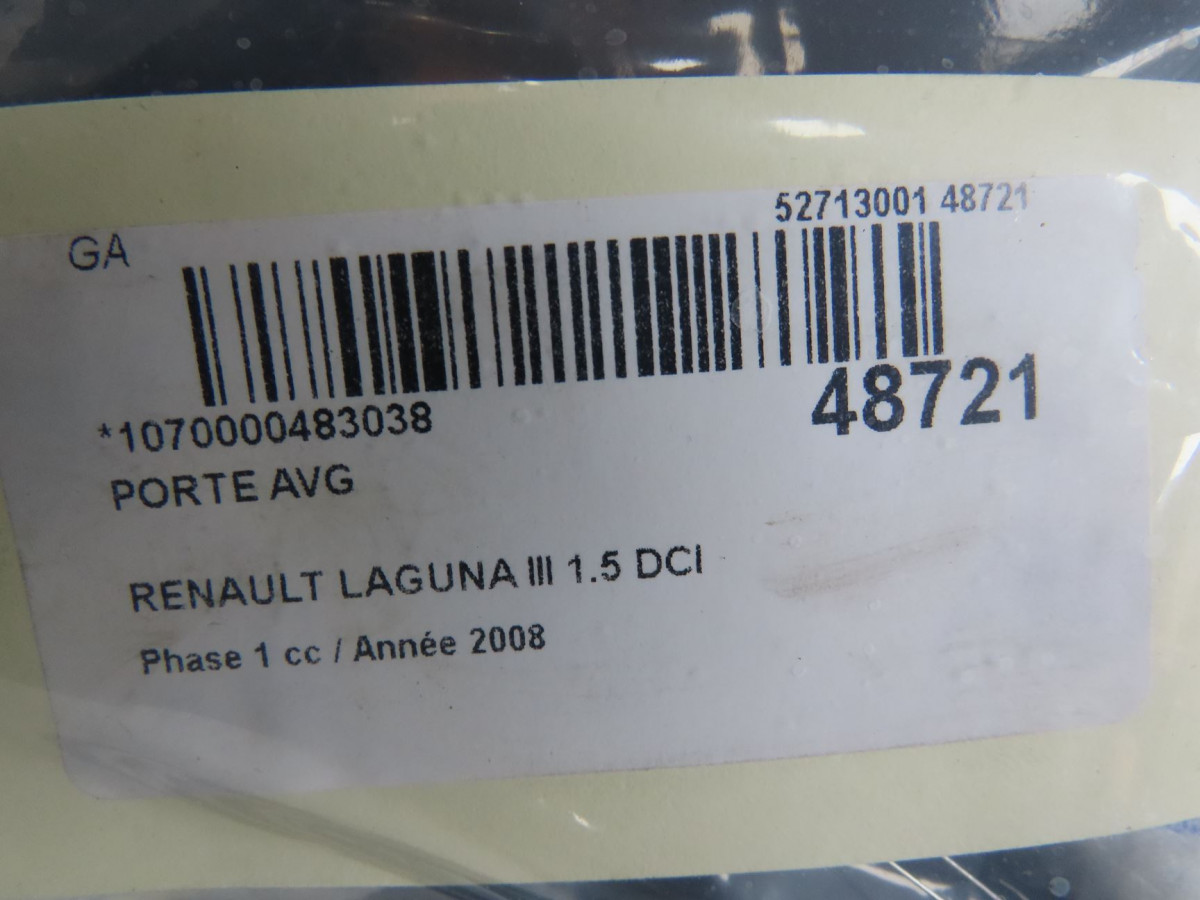 52713001 48721
GA
*1070000483038
48721
PORTE AVG
RENAULT LAGUNA III 1.5 DCI
Phase 1 cc / Année 2008